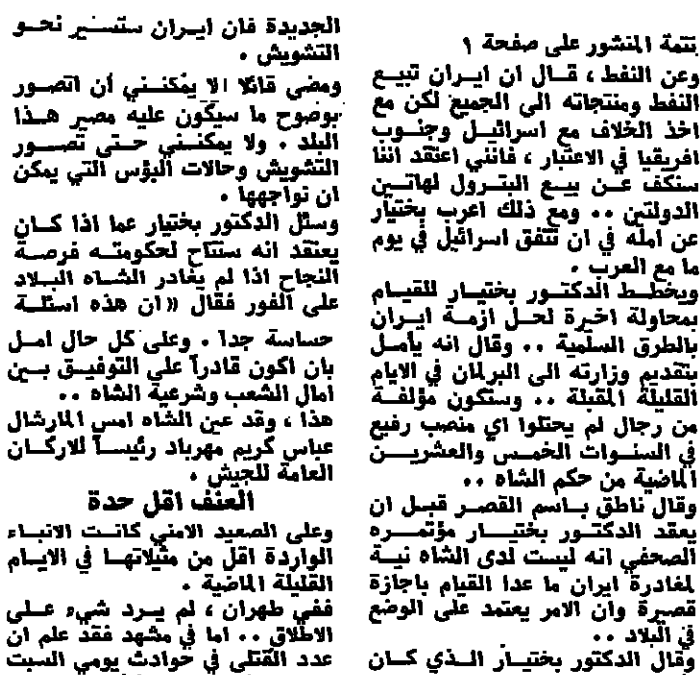 تتمة المنشور على صفحة ١
وعن النفط ، قال ان ايران تبيع
النفط ومنتجاته الى الجميع لكن مع
اخذ الخلاف مع اسرائيل وجنوب
افريقيا في الاعتبار ، فانني اعتقد اننا
سنكف عن بيع البترول لهاتين
الدولتين .. ومع ذلك اعرب بختيار
عن امله في ان تتفق اسرائيل في يوم
ما مع العرب .
ويخطط الدكتور بختيار للقيام
بمحاولة اخيرة لحل ازمة ايران
بالطرق السلمية .. وقال انه يأمل
بتقديم وزارته الى البرلمان في الايام
القليلة المقبلة .. وستكون مؤلفة
من رجال لم يحتلوا اي منصب رفيع
في السنوات الخمس والعشرين
الماضية من حكم الشاه ..
وقال ناطق باسم القصر قبل ان
يعقد الدكتور بختيار مؤتمره
الصحفي انه ليست لدى الشاه نية
لمغادرة ايران ما عدا القيام باجازة
قصيرة وان الامر يعتمد على الوضع
في البلاد ..
وقال الدكتور بختيار الذي كان
الجديدة فان ايران ستسير نحو
التشويش .
ومضى قائلا الا يمكنني أن اتصور
بوضوح ما سيكون عليه مصير هذا
البلد . ولا يمكنني حتى تصور
التشويش وحالات البؤس التي يمكن
ان نواجهها .
وسئل الدكتور بختيار عما اذا كان
يعتقد انه ستتاح لحكومته فرصة
النجاح اذا لم يغادر الشاه البلاد
على الفور فقال «ان هذه اسئلة
حساسة جدا . وعلى كل حال امل
بان اكون قادراً على التوفيق بين
امال الشعب وشرعية الشاه ..
هذا ، وقد عين الشاه امس المارشال
عباس كريم مهرباد رئيساً للاركان
العامة للجيش .
العنف اقل حدة
وعلى الصعيد الامني كانت الانباء
الواردة اقل من مثيلاتها في الايام
القليلة الماضية .
ففي طهران ، لم يرد شيء على
الاطلاق .. اما في مشهد فقد علم ان
عدد القتلى في حوادث يومي السبت